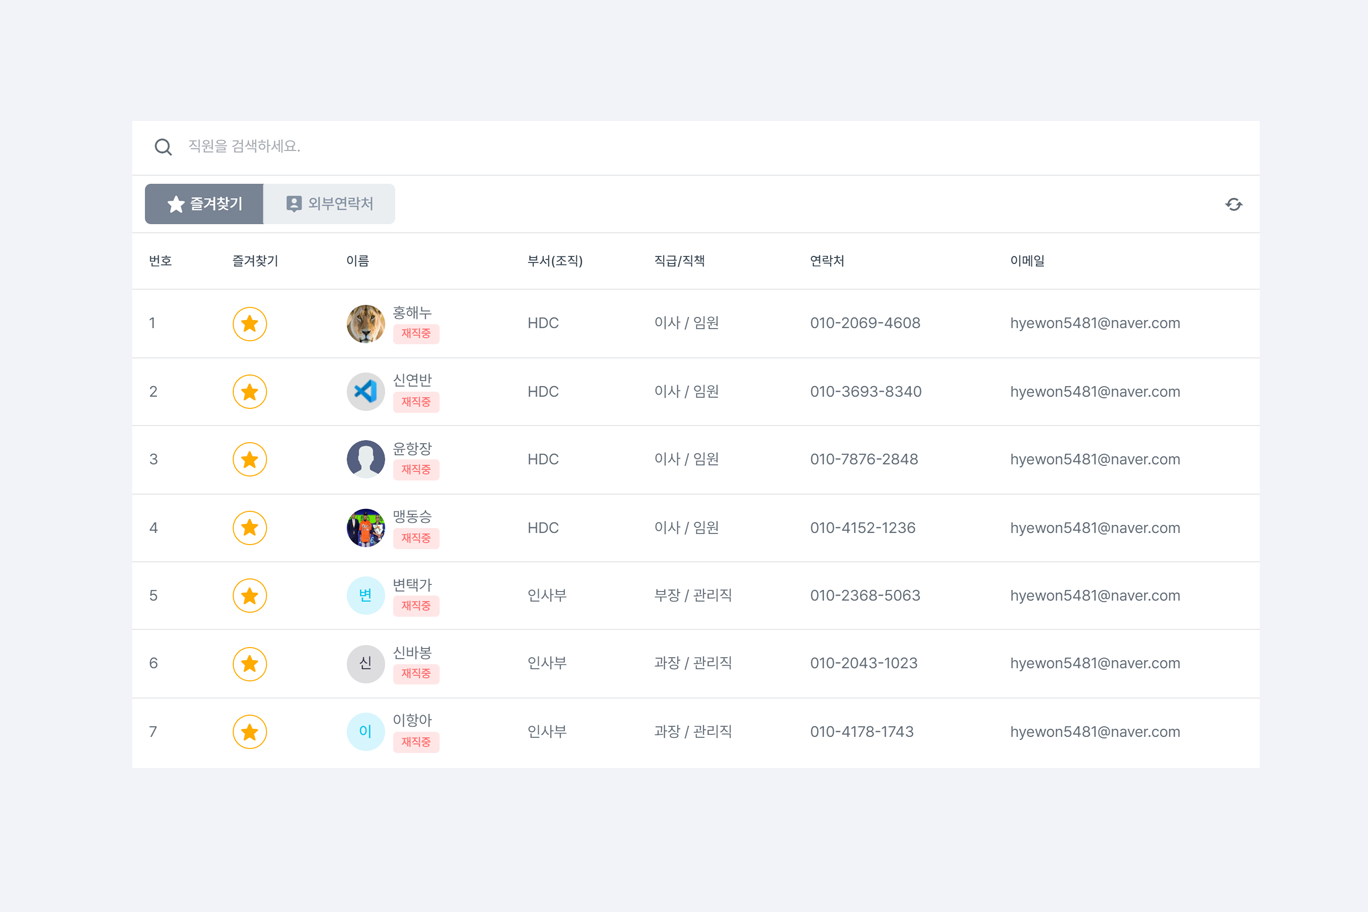 직원을 검색하세요.
즐겨찾기 외부연락처
번호 즐겨찾기 이름 부서(조직) 직급/직책 연락처 이메일
1 홍해누 재직중 HDC 이사 / 임원 010-2069-4608 hyewon5481@naver.com
2 신연반 재직중 HDC 이사 / 임원 010-3693-8340 hyewon5481@naver.com
3 윤항장 재직중 HDC 이사 / 임원 010-7876-2848 hyewon5481@naver.com
4 맹동승 재직중 HDC 이사 / 임원 010-4152-1236 hyewon5481@naver.com
5 변 변택가 재직중 인사부 부장 / 관리직 010-2368-5063 hyewon5481@naver.com
6 신 신바봉 재직중 인사부 과장 / 관리직 010-2043-1023 hyewon5481@naver.com
7 이 이항아 재직중 인사부 과장 / 관리직 010-4178-1743 hyewon5481@naver.com